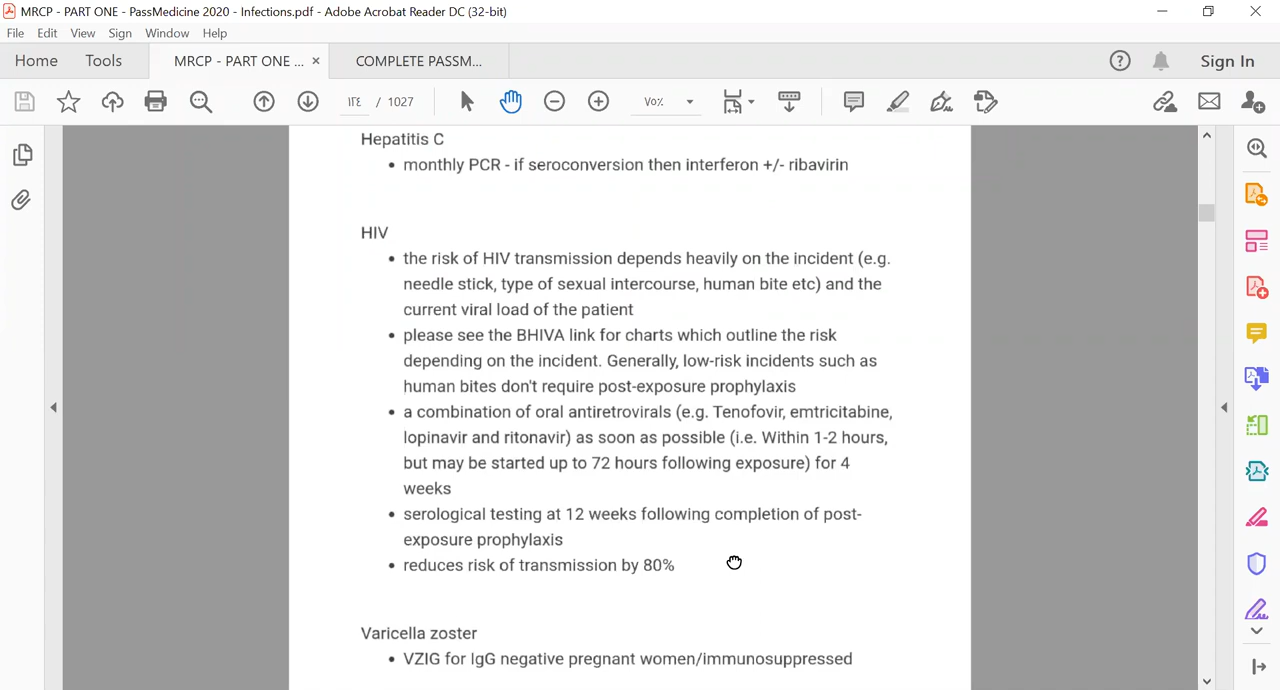 MRCP - PART ONE - PassMedicine 2020 - Infections.pdf - Adobe Acrobat Reader DC (32-bit)
File Edit View Sign Window Help
Home Tools MRCP - PART ONE ... × COMPLETE PASSM... Sign In
١٢٤ / 1027 ٧٥%
Hepatitis C
• monthly PCR - if seroconversion then interferon +/- ribavirin
HIV
• the risk of HIV transmission depends heavily on the incident (e.g.
needle stick, type of sexual intercourse, human bite etc) and the
current viral load of the patient
• please see the BHIVA link for charts which outline the risk
depending on the incident. Generally, low-risk incidents such as
human bites don't require post-exposure prophylaxis
• a combination of oral antiretrovirals (e.g. Tenofovir, emtricitabine,
lopinavir and ritonavir) as soon as possible (i.e. Within 1-2 hours,
but may be started up to 72 hours following exposure) for 4
weeks
• serological testing at 12 weeks following completion of post-
exposure prophylaxis
• reduces risk of transmission by 80%
Varicella zoster
• VZIG for IgG negative pregnant women/immunosuppressed